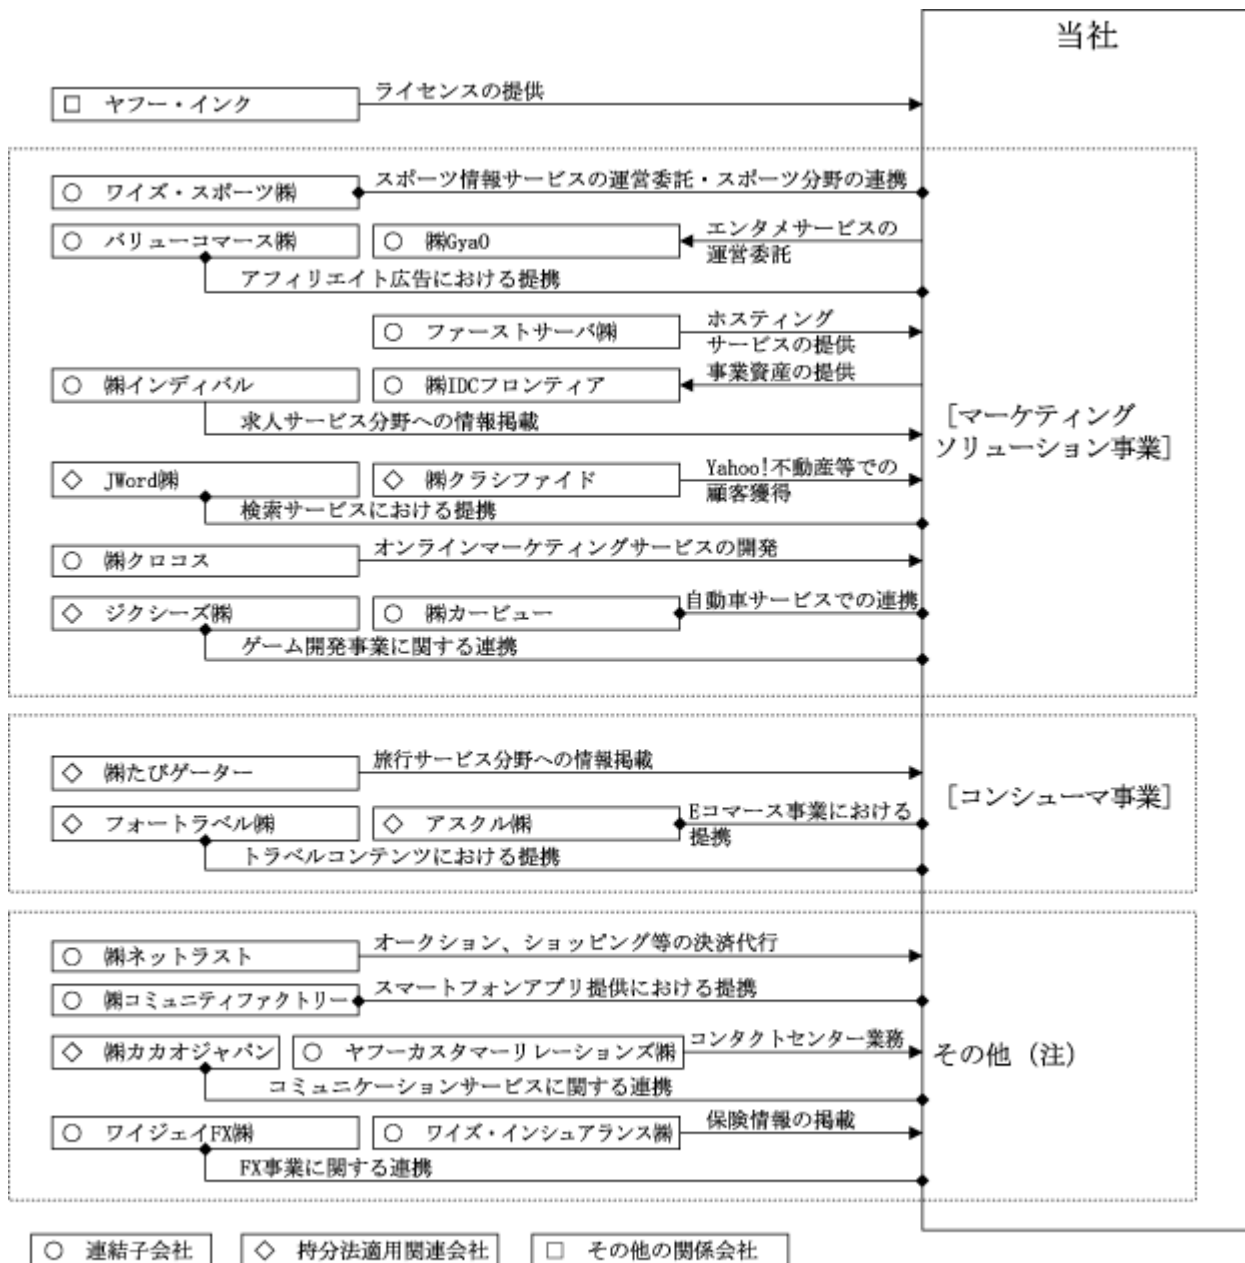 当社
□ ヤフー・インク
ライセンスの提供
○ ワイズ・スポーツ㈱
スポーツ情報サービスの運営委託・スポーツ分野の連携
○ バリューコマース㈱
○ ㈱GyaO
エンタメサービスの
運営委託
アフィリエイト広告における提携
○ ファーストサーバ㈱
ホスティング
サービスの提供
○ ㈱インディバル
○ ㈱IDCフロンティア
事業資産の提供
求人サービス分野への情報掲載
[マーケティング
ソリューション事業]
◇ JWord㈱
◇ ㈱クラシファイド
Yahoo!不動産等での
顧客獲得
検索サービスにおける提携
○ ㈱クロコス
オンラインマーケティングサービスの開発
◇ ジクシーズ㈱
○ ㈱カービュー
自動車サービスでの連携
ゲーム開発事業に関する連携
◇ ㈱たびゲーター
旅行サービス分野への情報掲載
[コンシューマ事業]
◇ フォートラベル㈱
◇ アスクル㈱
Eコマース事業における
提携
トラベルコンテンツにおける提携
○ ㈱ネットラスト
オークション、ショッピング等の決済代行
○ ㈱コミュニティファクトリー
スマートフォンアプリ提供における提携
◇ ㈱カカオジャパン
○ ヤフーカスタマーリレーションズ㈱
コンタクトセンター業務
その他（注）
コミュニケーションサービスに関する連携
○ ワイジェイFX㈱
○ ワイズ・インシュアランス㈱
保険情報の掲載
FX事業に関する連携
○ 連結子会社
◇ 持分法適用関連会社
□ その他の関係会社